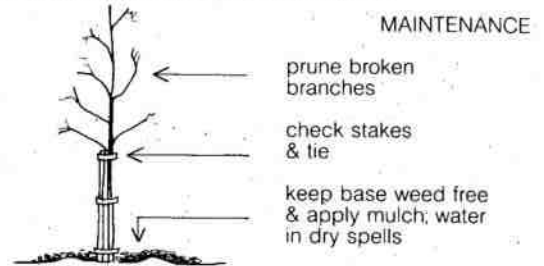 MAINTENANCE
prune broken
branches
check stakes
& tie
keep base weed free
& apply mulch; water
in dry spells